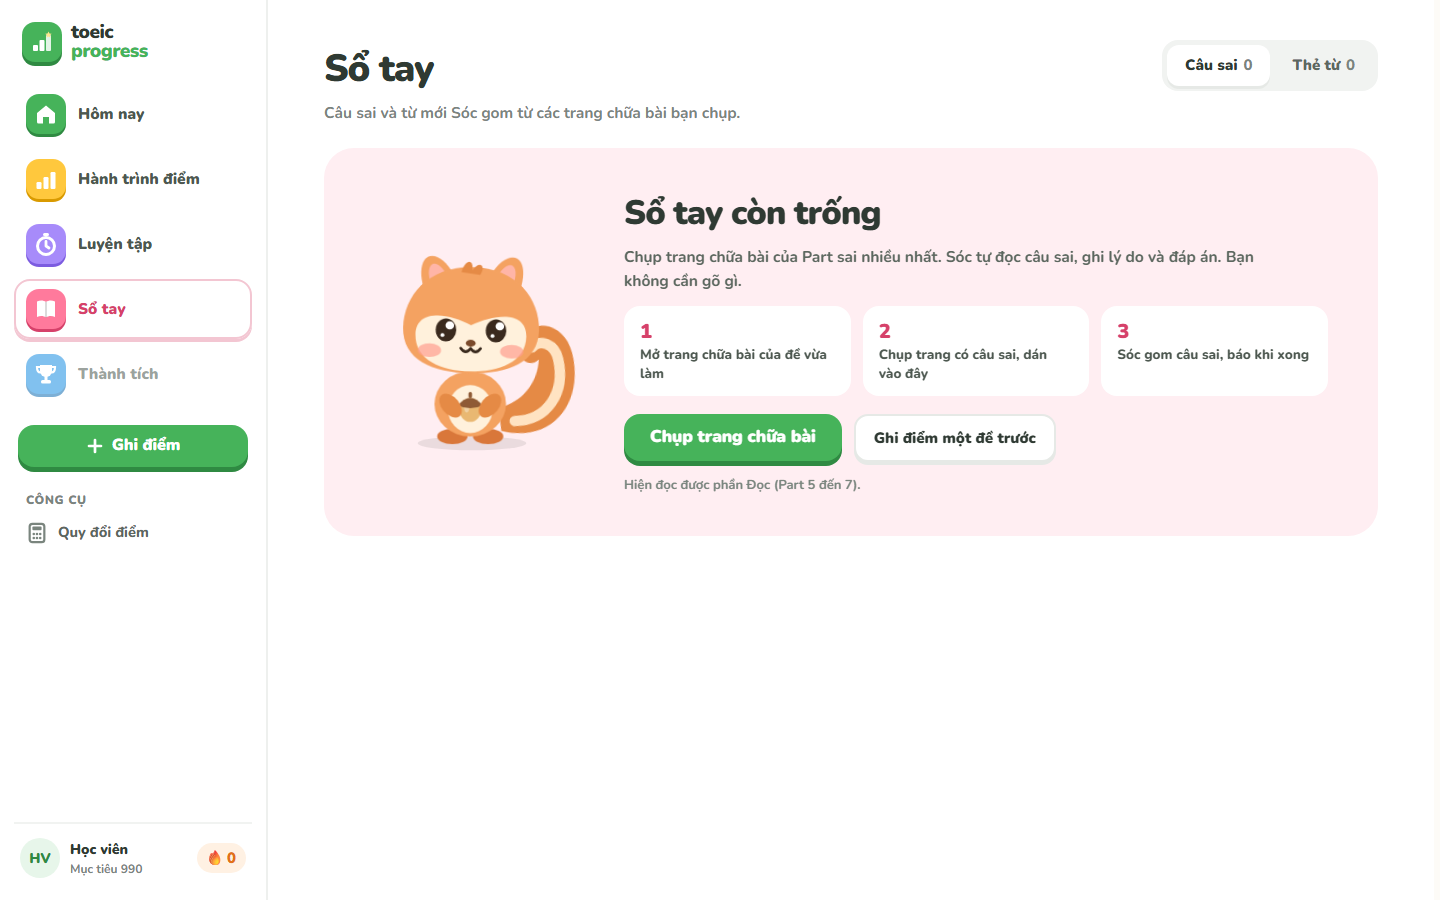 toeic
progress
Hôm nay
Hành trình điểm
Luyện tập
Sổ tay
Thành tích
Ghi điểm
CÔNG CỤ
Quy đổi điểm
HV
Học viên
Mục tiêu 990
0
Sổ tay
Câu sai và từ mới Sóc gom từ các trang chữa bài bạn chụp.
Câu sai 0
Thẻ từ 0
Sổ tay còn trống
Chụp trang chữa bài của Part sai nhiều nhất. Sóc tự đọc câu sai, ghi lý do và đáp án. Bạn
không cần gõ gì.
1
Mở trang chữa bài của đề vừa
làm
2
Chụp trang có câu sai, dán
vào đây
3
Sóc gom câu sai, báo khi xong
Chụp trang chữa bài
Ghi điểm một đề trước
Hiện đọc được phần Đọc (Part 5 đến 7).